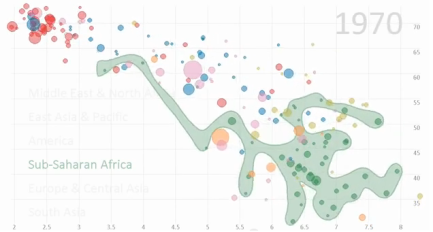 1970
70
65
60
Middle East & North Africa
55
East Asia & Pacific
50
America
45
Sub-Saharan Africa
40
Europe & Central Asia
35
South Asia
2 2.5 3 3.5 4 4.5 5 5.5 6 6.5 7 7.5 8